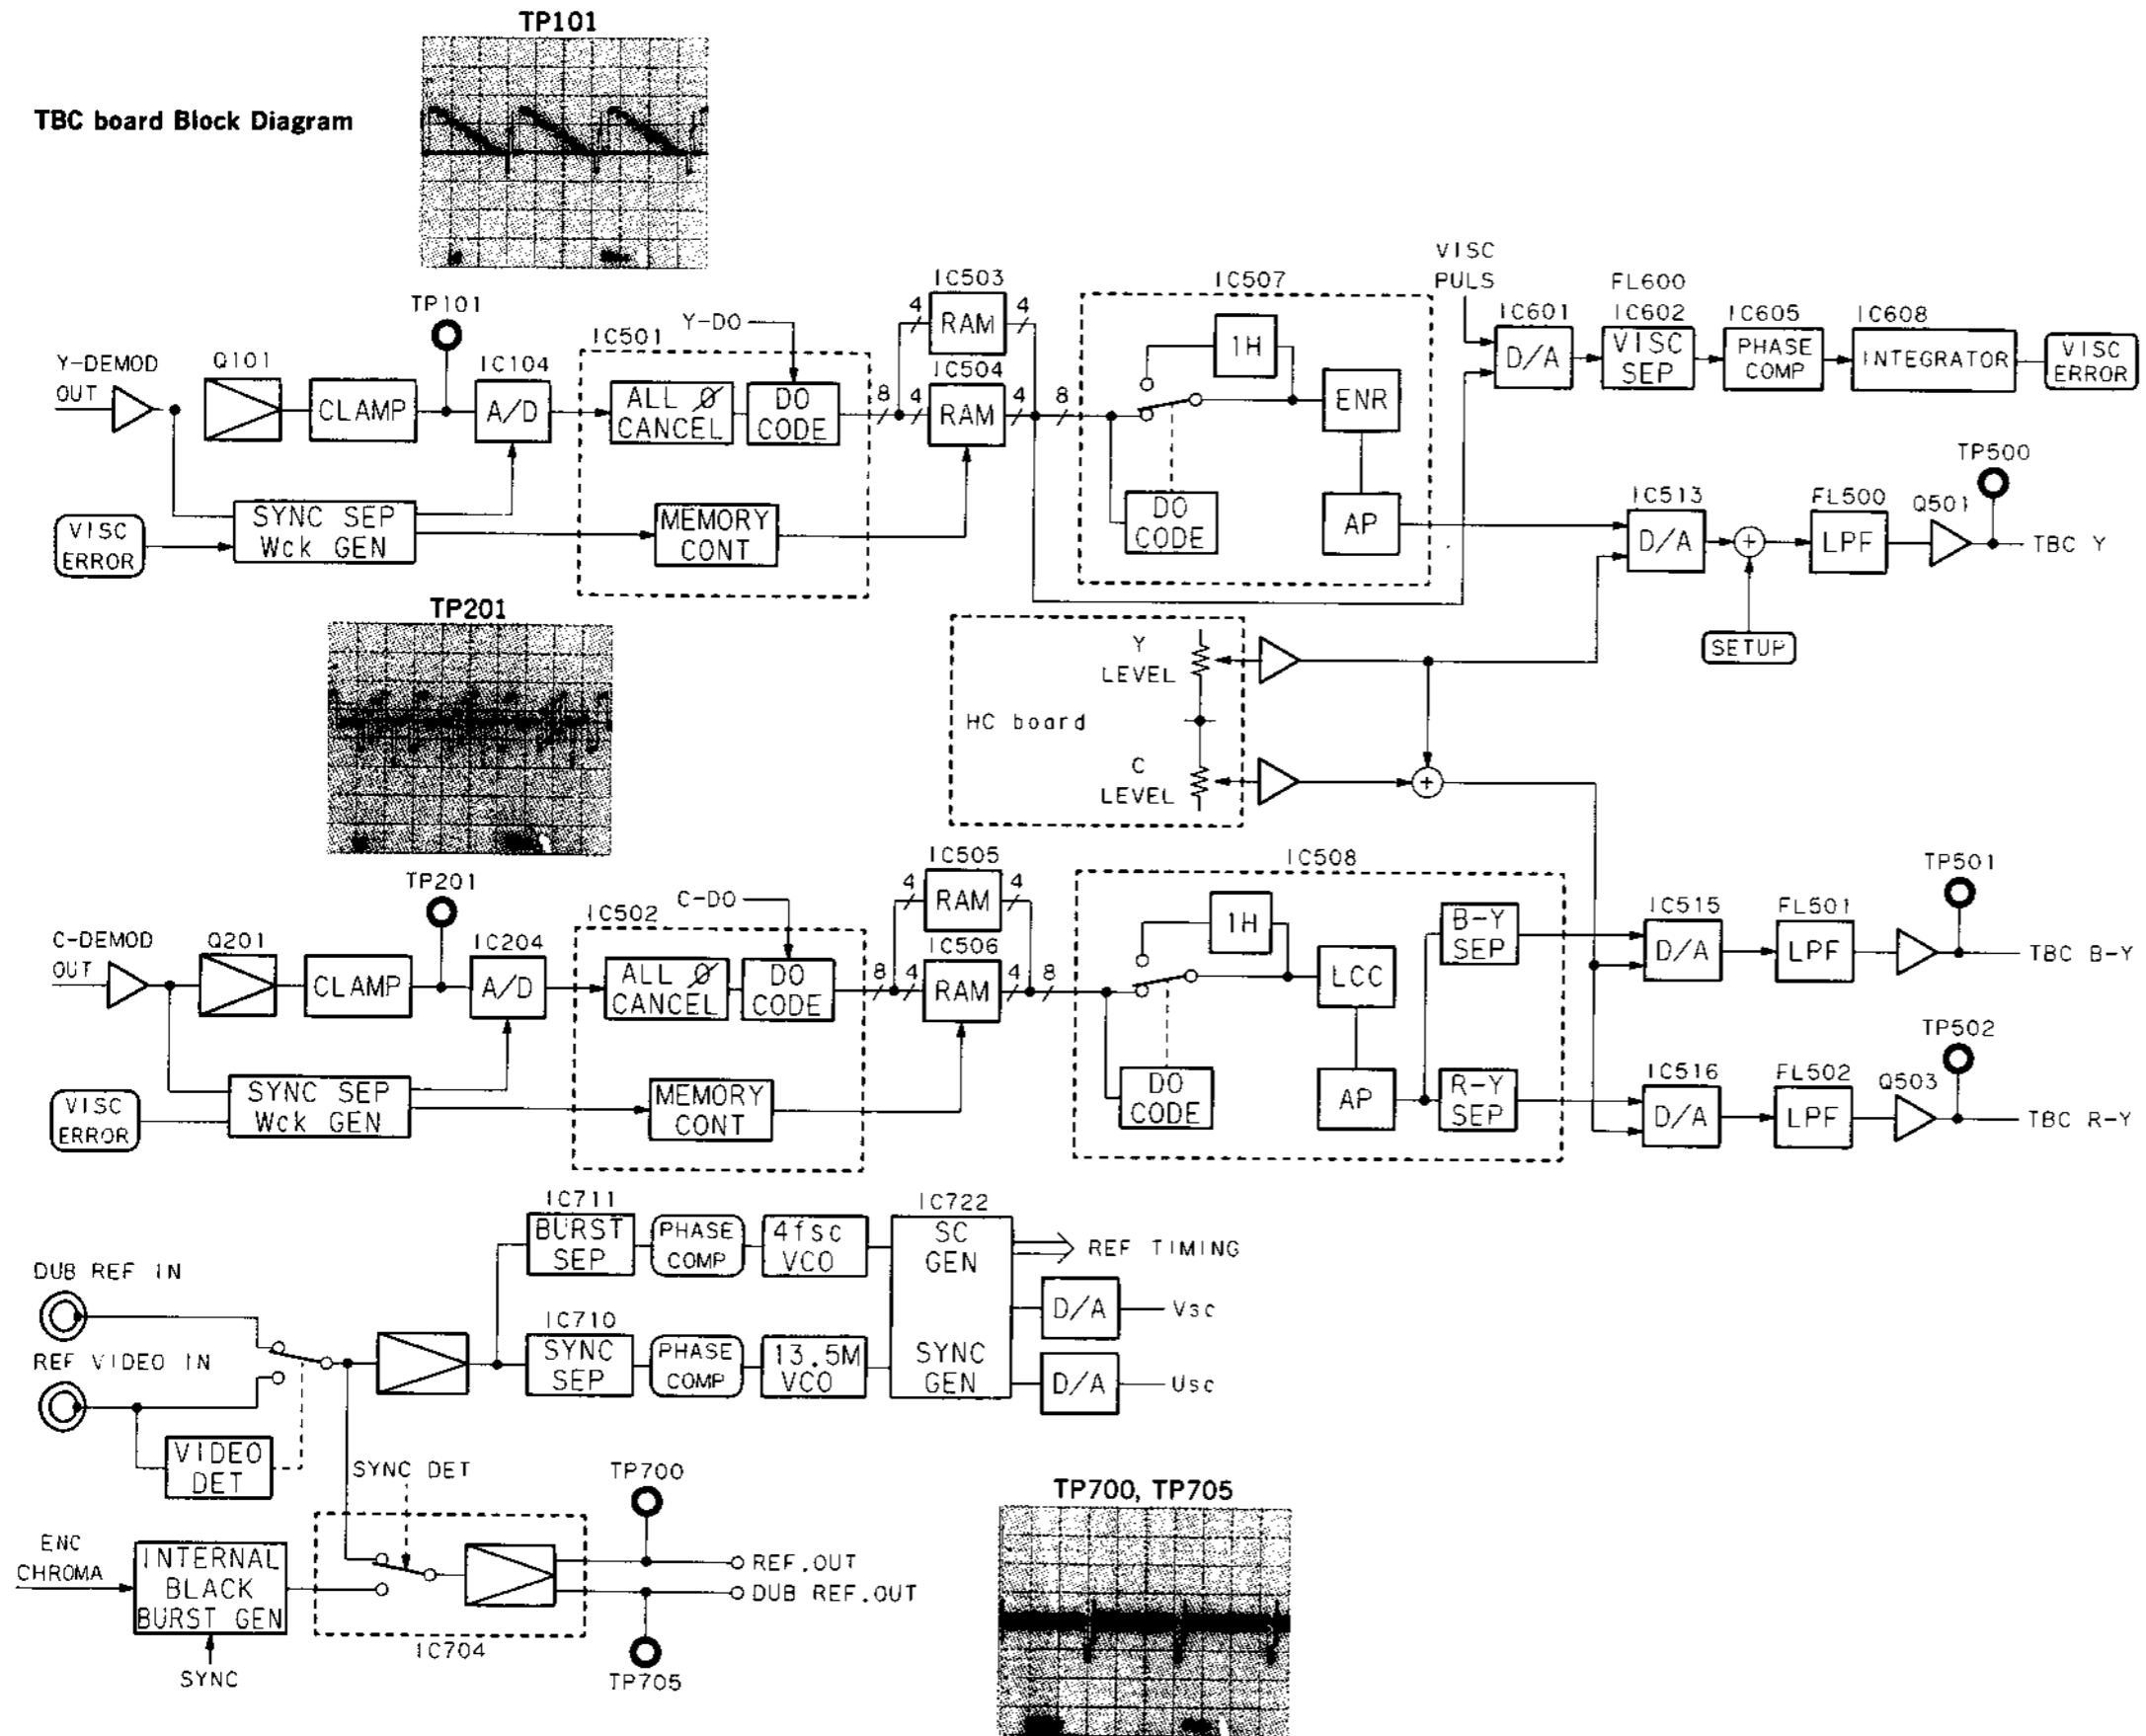 TP101
TBC board Block Diagram
TP101
Y-DEMOD
OUT
Q101
CLAMP
IC104
A/D
IC501
Y-DO
ALL Ø
CANCEL
DO
CODE
8
4
IC503
RAM
4
4
IC504
RAM
4
8
SYNC SEP
Wck GEN
VISC
ERROR
MEMORY
CONT
IC507
1H
ENR
DO
CODE
AP
VISC
PULS
IC601
D/A
FL600
IC602
VISC
SEP
IC605
PHASE
COMP
IC608
INTEGRATOR
VISC
ERROR
IC513
D/A
+
SETUP
FL500
LPF
Q501
TP500
TBC Y
TP201
HC board
Y
LEVEL
C
LEVEL
+
TP201
C-DEMOD
OUT
Q201
CLAMP
IC204
A/D
IC502
C-DO
ALL Ø
CANCEL
DO
CODE
8
4
IC505
RAM
4
4
IC506
RAM
4
8
VISC
ERROR
SYNC SEP
Wck GEN
MEMORY
CONT
IC508
1H
LCC
DO
CODE
AP
B-Y
SEP
R-Y
SEP
IC515
D/A
FL501
LPF
TP501
TBC B-Y
IC516
D/A
FL502
LPF
Q503
TP502
TBC R-Y
DUB REF IN
REF VIDEO IN
VIDEO
DET
IC711
BURST
SEP
PHASE
COMP
4fsc
VCO
IC722
SC
GEN
SYNC
GEN
REF TIMING
IC710
SYNC
SEP
PHASE
COMP
13.5M
VCO
D/A
Vsc
D/A
Usc
SYNC DET
ENC
CHROMA
INTERNAL
BLACK
BURST GEN
SYNC
IC704
TP700
REF.OUT
DUB REF.OUT
TP705
TP700, TP705